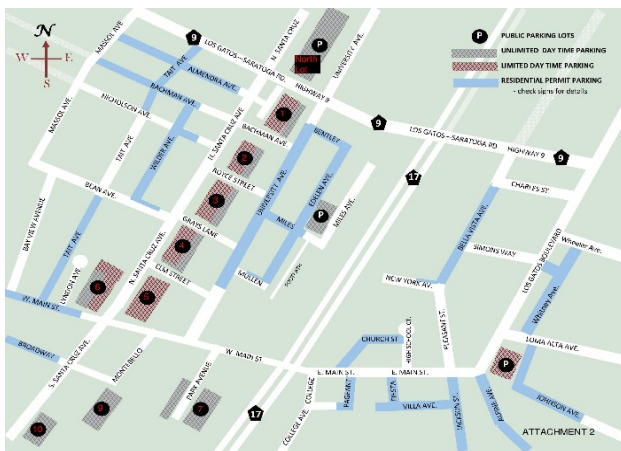 N
W E
S
P PUBLIC PARKING LOTS
UNLIMITED DAY TIME PARKING
LIMITED DAY TIME PARKING
RESIDENTIAL PERMIT PARKING
- check signs for details
MASSOL AVE.
9
LOS GATOS–SARATOGA RD.
HIGHWAY 9
N. SANTA CRUZ
P
North
Lot
UNIVERSITY AVE.
TAIT AVE
ALMENDRA AVE.
BACHMAN AVE.
NICHOLSON AVE.
MASSOL AVE.
TAIT AVE
WILDER AVE.
N. SANTA CRUZ AVE
1
BACHMAN AVE.
2
BENTLEY
9
LOS GATOS–SARATOGA RD
HIGHWAY 9
9
17
ROYCE STREET
3
UNIVERSITY AVE.
EDELEN AVE.
MILES
P
MILES AVE.
CHARLES ST.
BELLA VISTA AVE.
SIMONS WAY
LOS GATOS BOULEVARD
Wheeler Ave.
BEAN AVE.
BAY VIEW AVENUE
TAIT AVE
GRAYS LANE
4
ELM STREET
MULLEN
N. SANTA CRUZ AVE.
LYNDON AVE
6
5
NEW YORK AV.
PLEASANT ST.
Whitney Ave.
W. MAIN ST.
W. MAIN ST.
BROADWAY
S. SANTA CRUZ AVE.
MONTEBELLO
PARK AVENUE
CHURCH ST
HIGH SCHOOL CT.
LOMA ALTA AVE.
P
E. MAIN ST.
E. MAIN ST.
COLLEGE
COLLEGE AV.
PAGEANT
FIESTA
VILLA AVE.
JACKSON ST
ALPINE AVE.
JOHNSON AVE.
7
9
10
17
ATTACHMENT 2